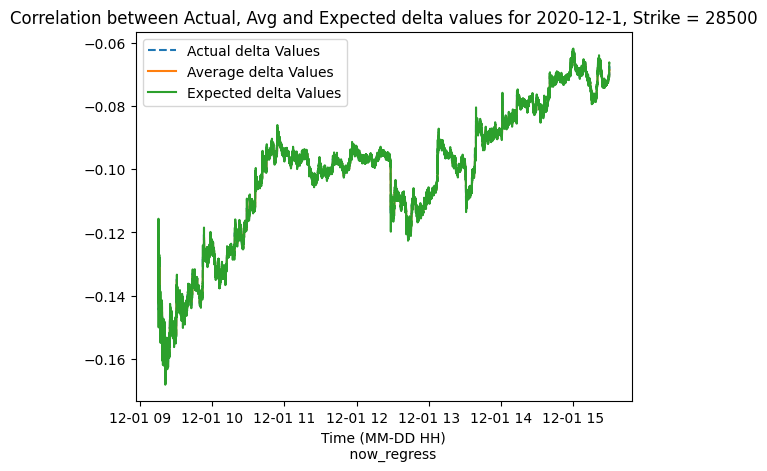 Correlation between Actual, Avg and Expected delta values for 2020-12-1, Strike = 28500
Actual delta Values
Average delta Values
Expected delta Values
−0.06
−0.08
−0.10
−0.12
−0.14
−0.16
12-01 09 12-01 10 12-01 11 12-01 12 12-01 13 12-01 14 12-01 15
Time (MM-DD HH)
now_regress